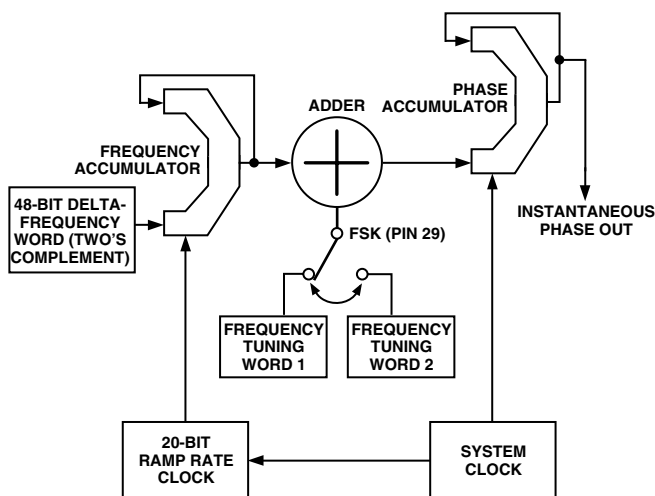 PHASE
ACCUMULATOR
ADDER
FREQUENCY
ACCUMULATOR
48-BIT DELTA-
FREQUENCY
WORD (TWO'S
COMPLEMENT)
INSTANTANEOUS
PHASE OUT
FSK (PIN 29)
FREQUENCY
TUNING
WORD 1
FREQUENCY
TUNING
WORD 2
20-BIT
RAMP RATE
CLOCK
SYSTEM
CLOCK